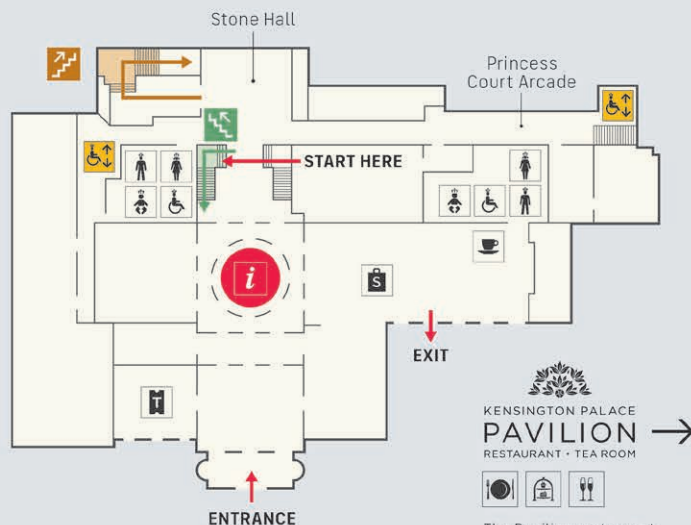 Stone Hall
Princess
Court Arcade
START HERE
i
S
EXIT
T
KENSINGTON PALACE
PAVILION
RESTAURANT · TEA ROOM
ENTRANCE